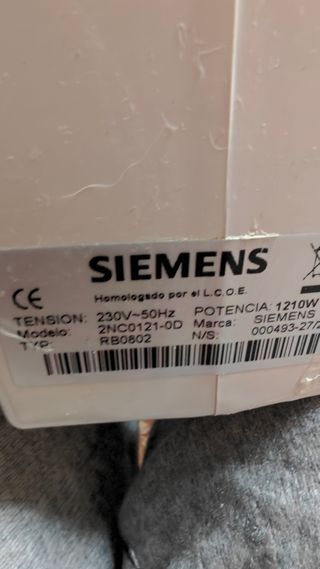 SIEMENS
CE
Homologado por el L.C.O.E.
TENSION: 230V~50Hz POTENCIA: 1210W
Modelo: 2NC0121-0D Marca: SIEMENS
TYP: RB0802 N/S: 000493-27/2